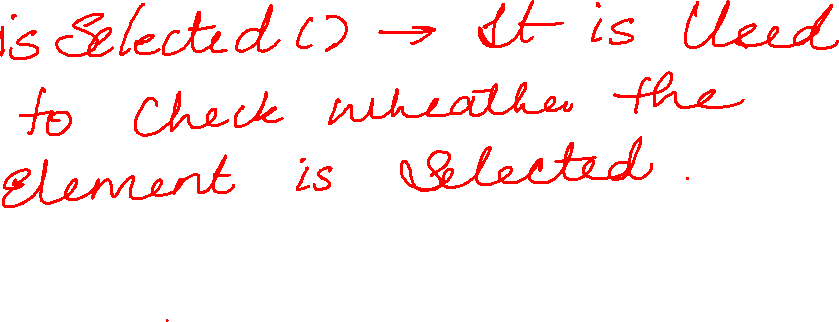 isSelected() → It is Used
to Check wheather the
Element is Selected.